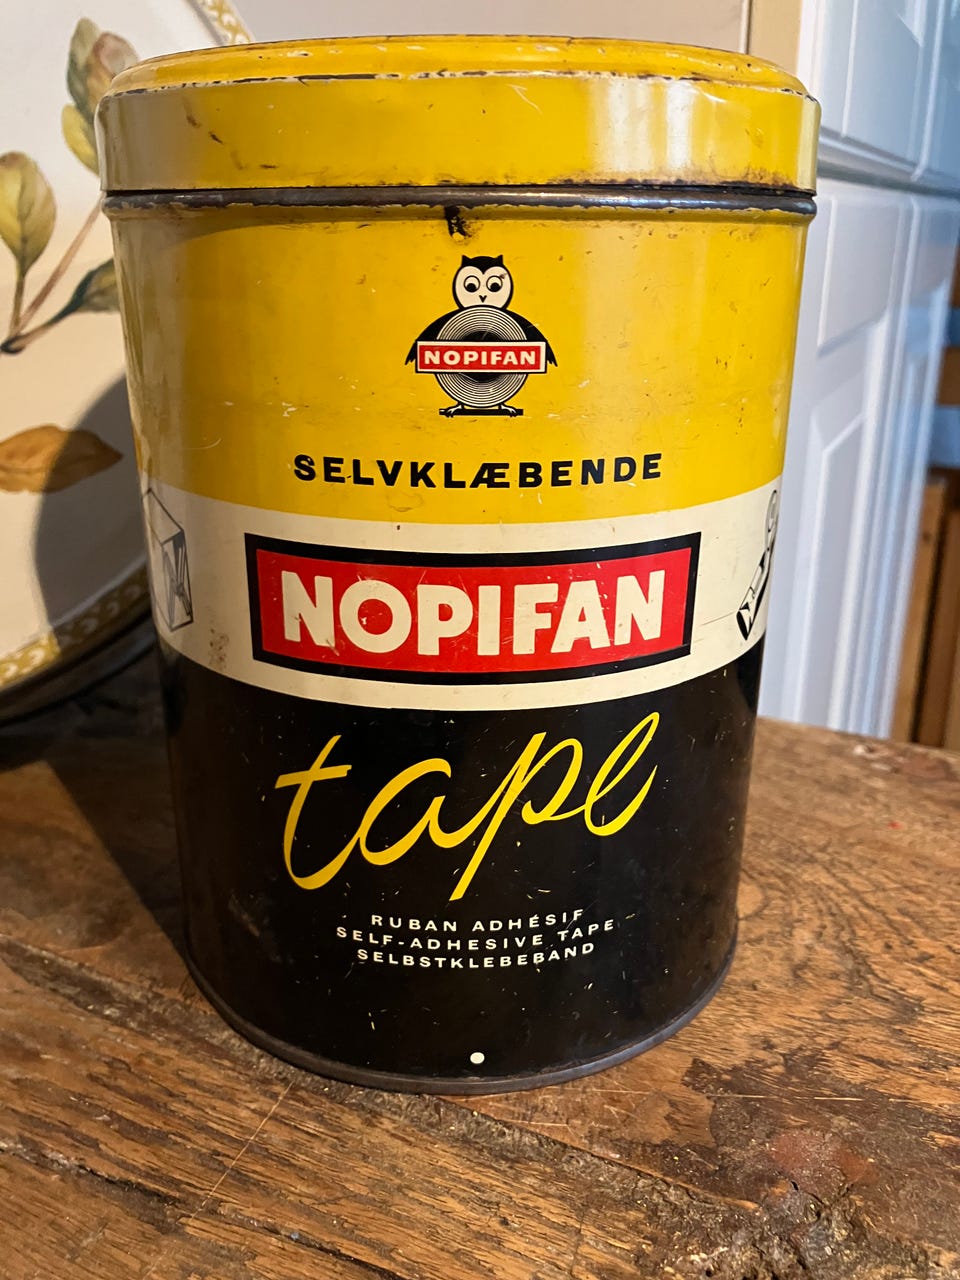 NOPIFAN
SELVKLÆBENDE
NOPIFAN
tape
RUBAN ADHÉSIF
SELF-ADHESIVE TAPE
SELBSTKLEBEBAND